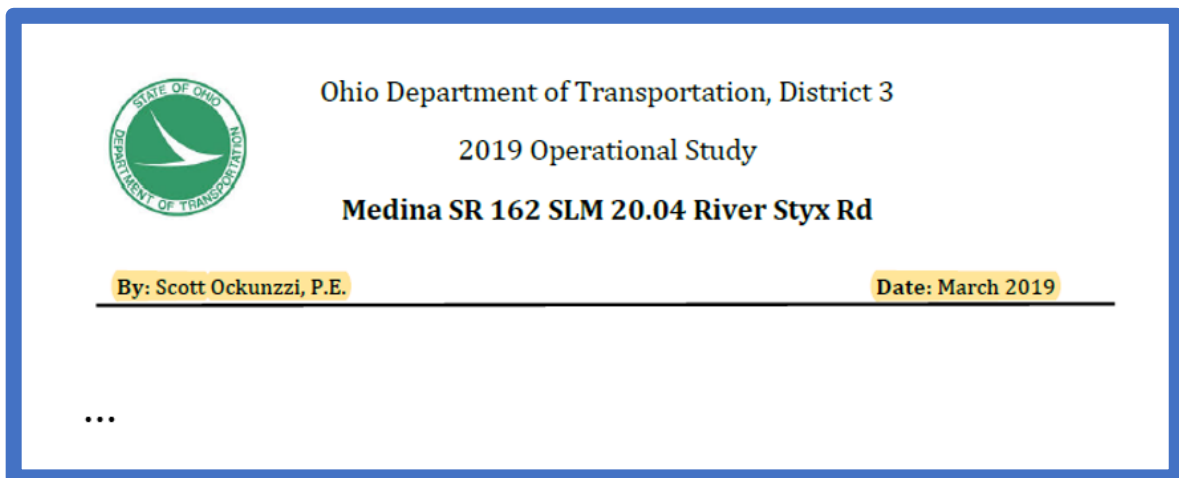 STATE OF OHIO
DEPARTMENT OF TRANSPORTATION
Ohio Department of Transportation, District 3
2019 Operational Study
Medina SR 162 SLM 20.04 River Styx Rd
By: Scott Ockunzzi, P.E. Date: March 2019
...